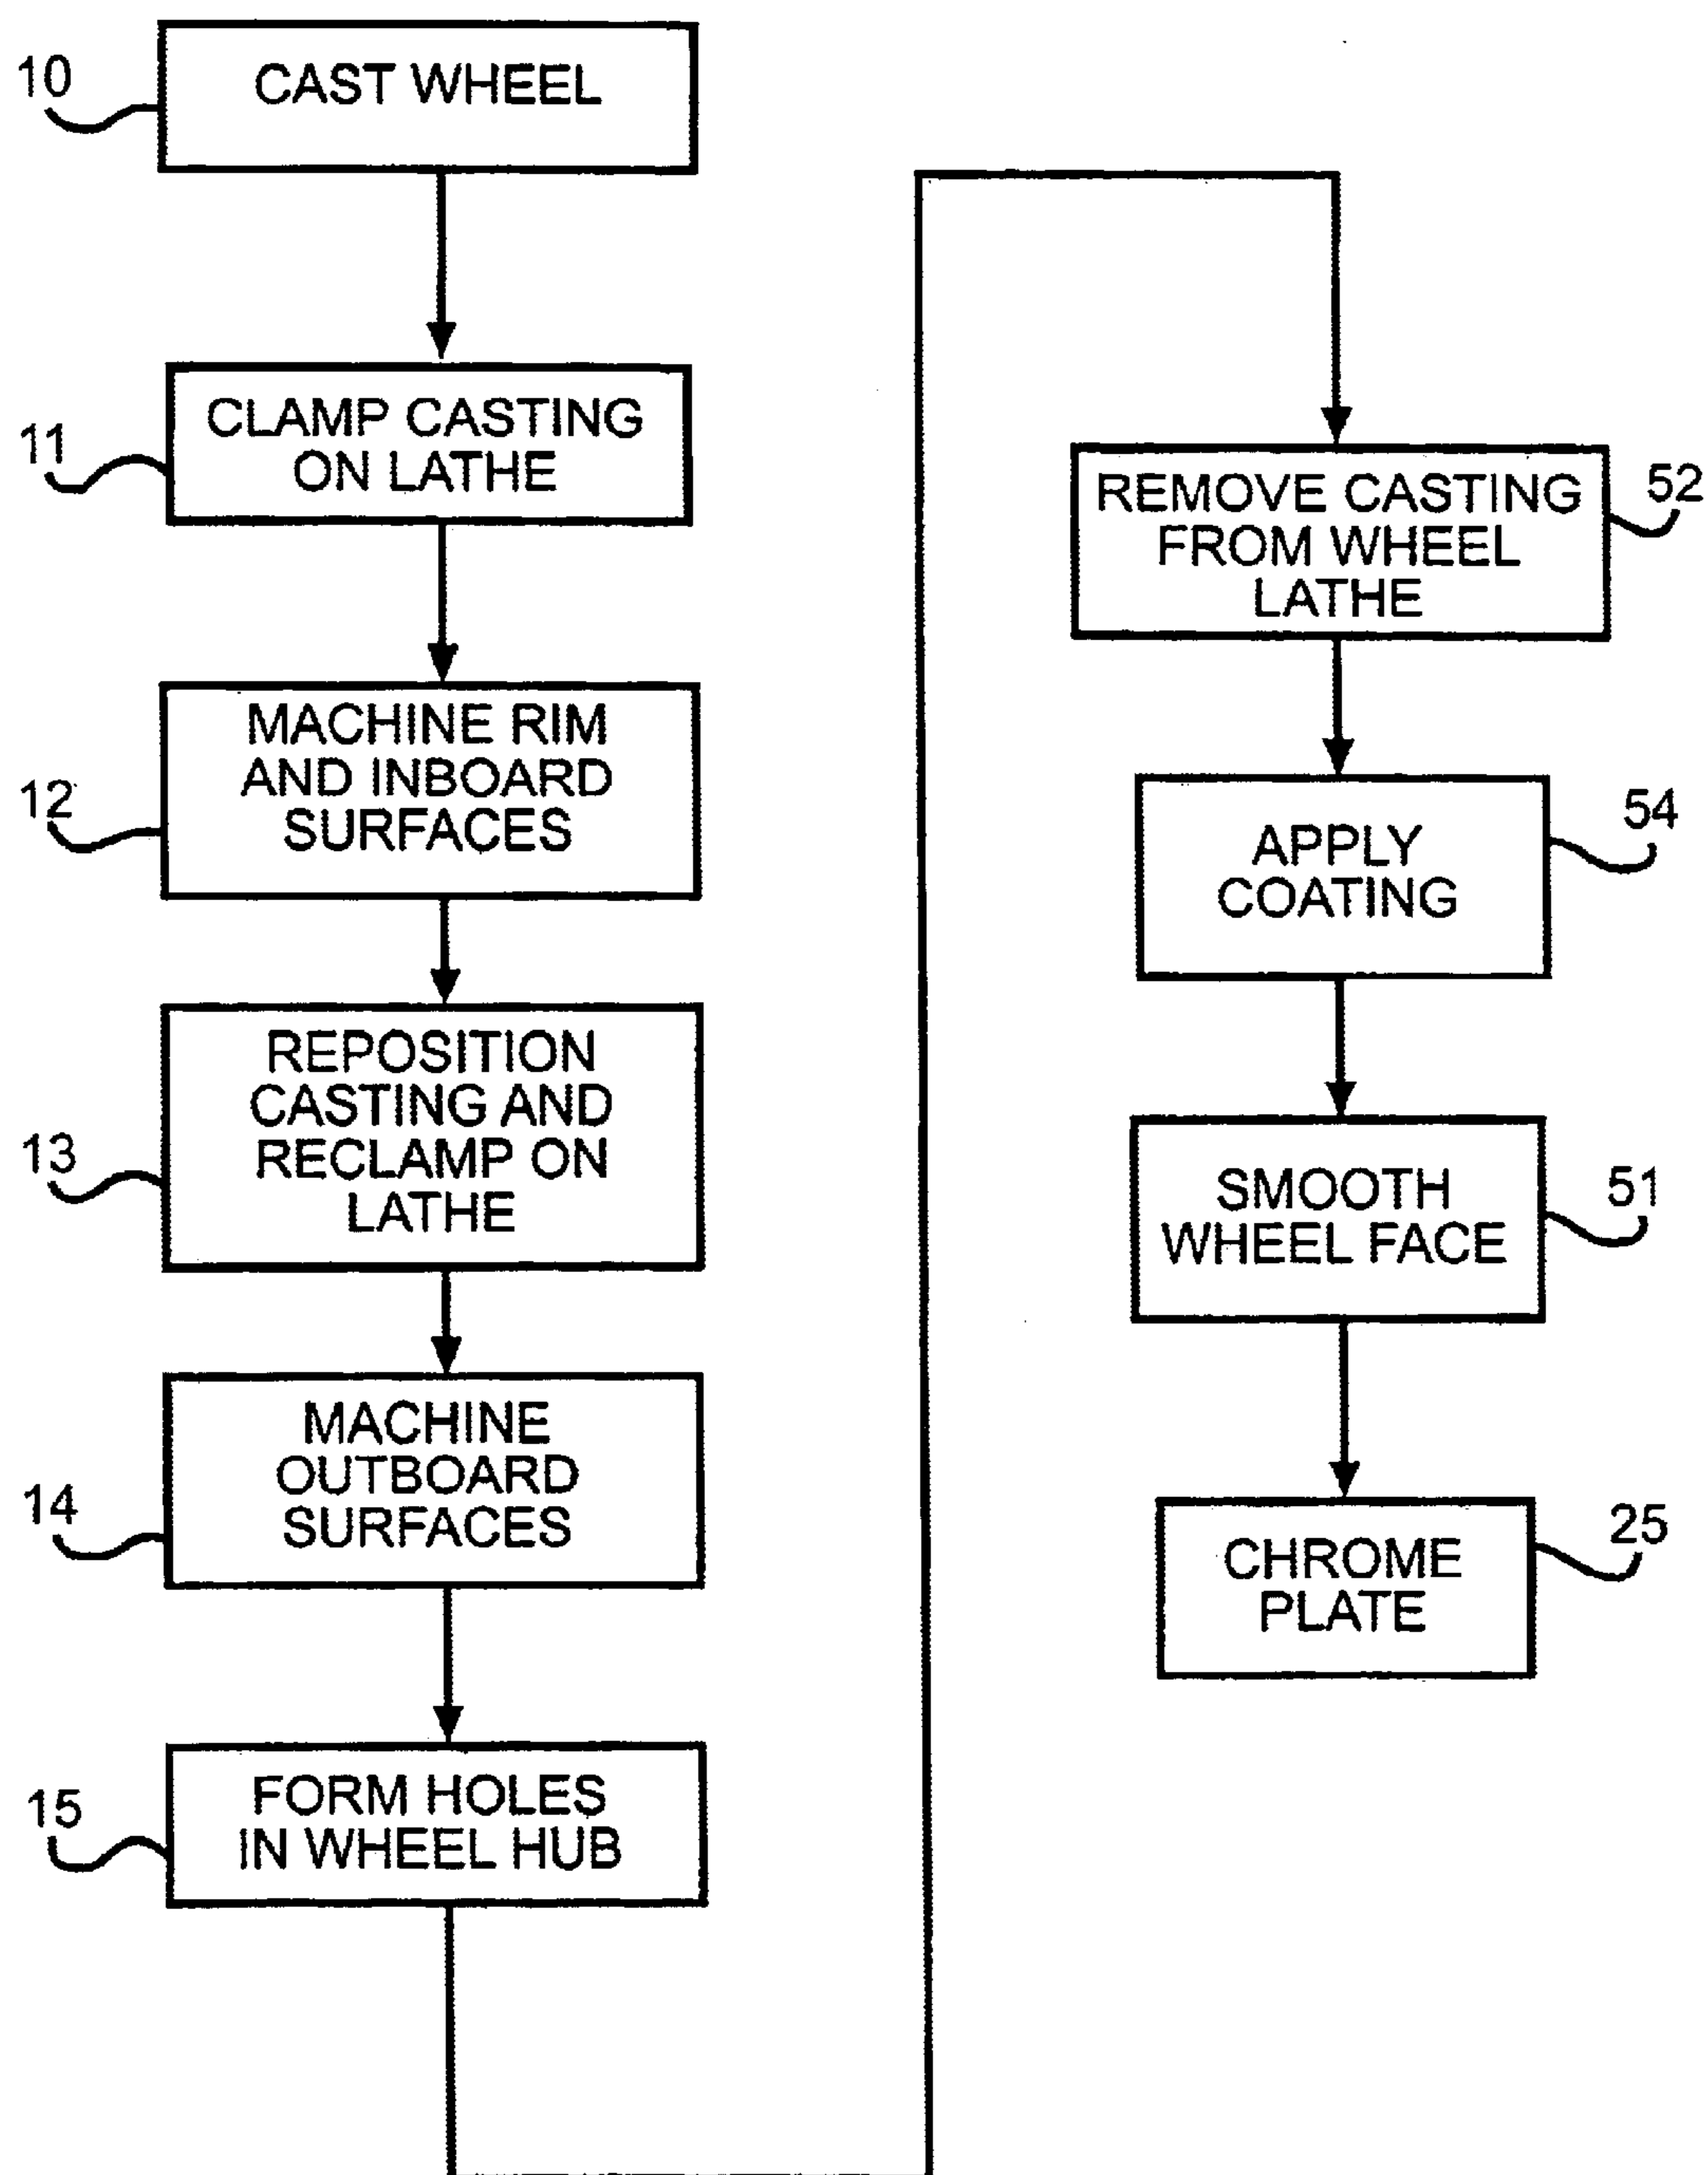 10
CAST WHEEL
11
CLAMP CASTING
ON LATHE
12
MACHINE RIM
AND INBOARD
SURFACES
13
REPOSITION
CASTING AND
RECLAMP ON
LATHE
14
MACHINE
OUTBOARD
SURFACES
15
FORM HOLES
IN WHEEL HUB
52
REMOVE CASTING
FROM WHEEL
LATHE
54
APPLY
COATING
51
SMOOTH
WHEEL FACE
25
CHROME
PLATE